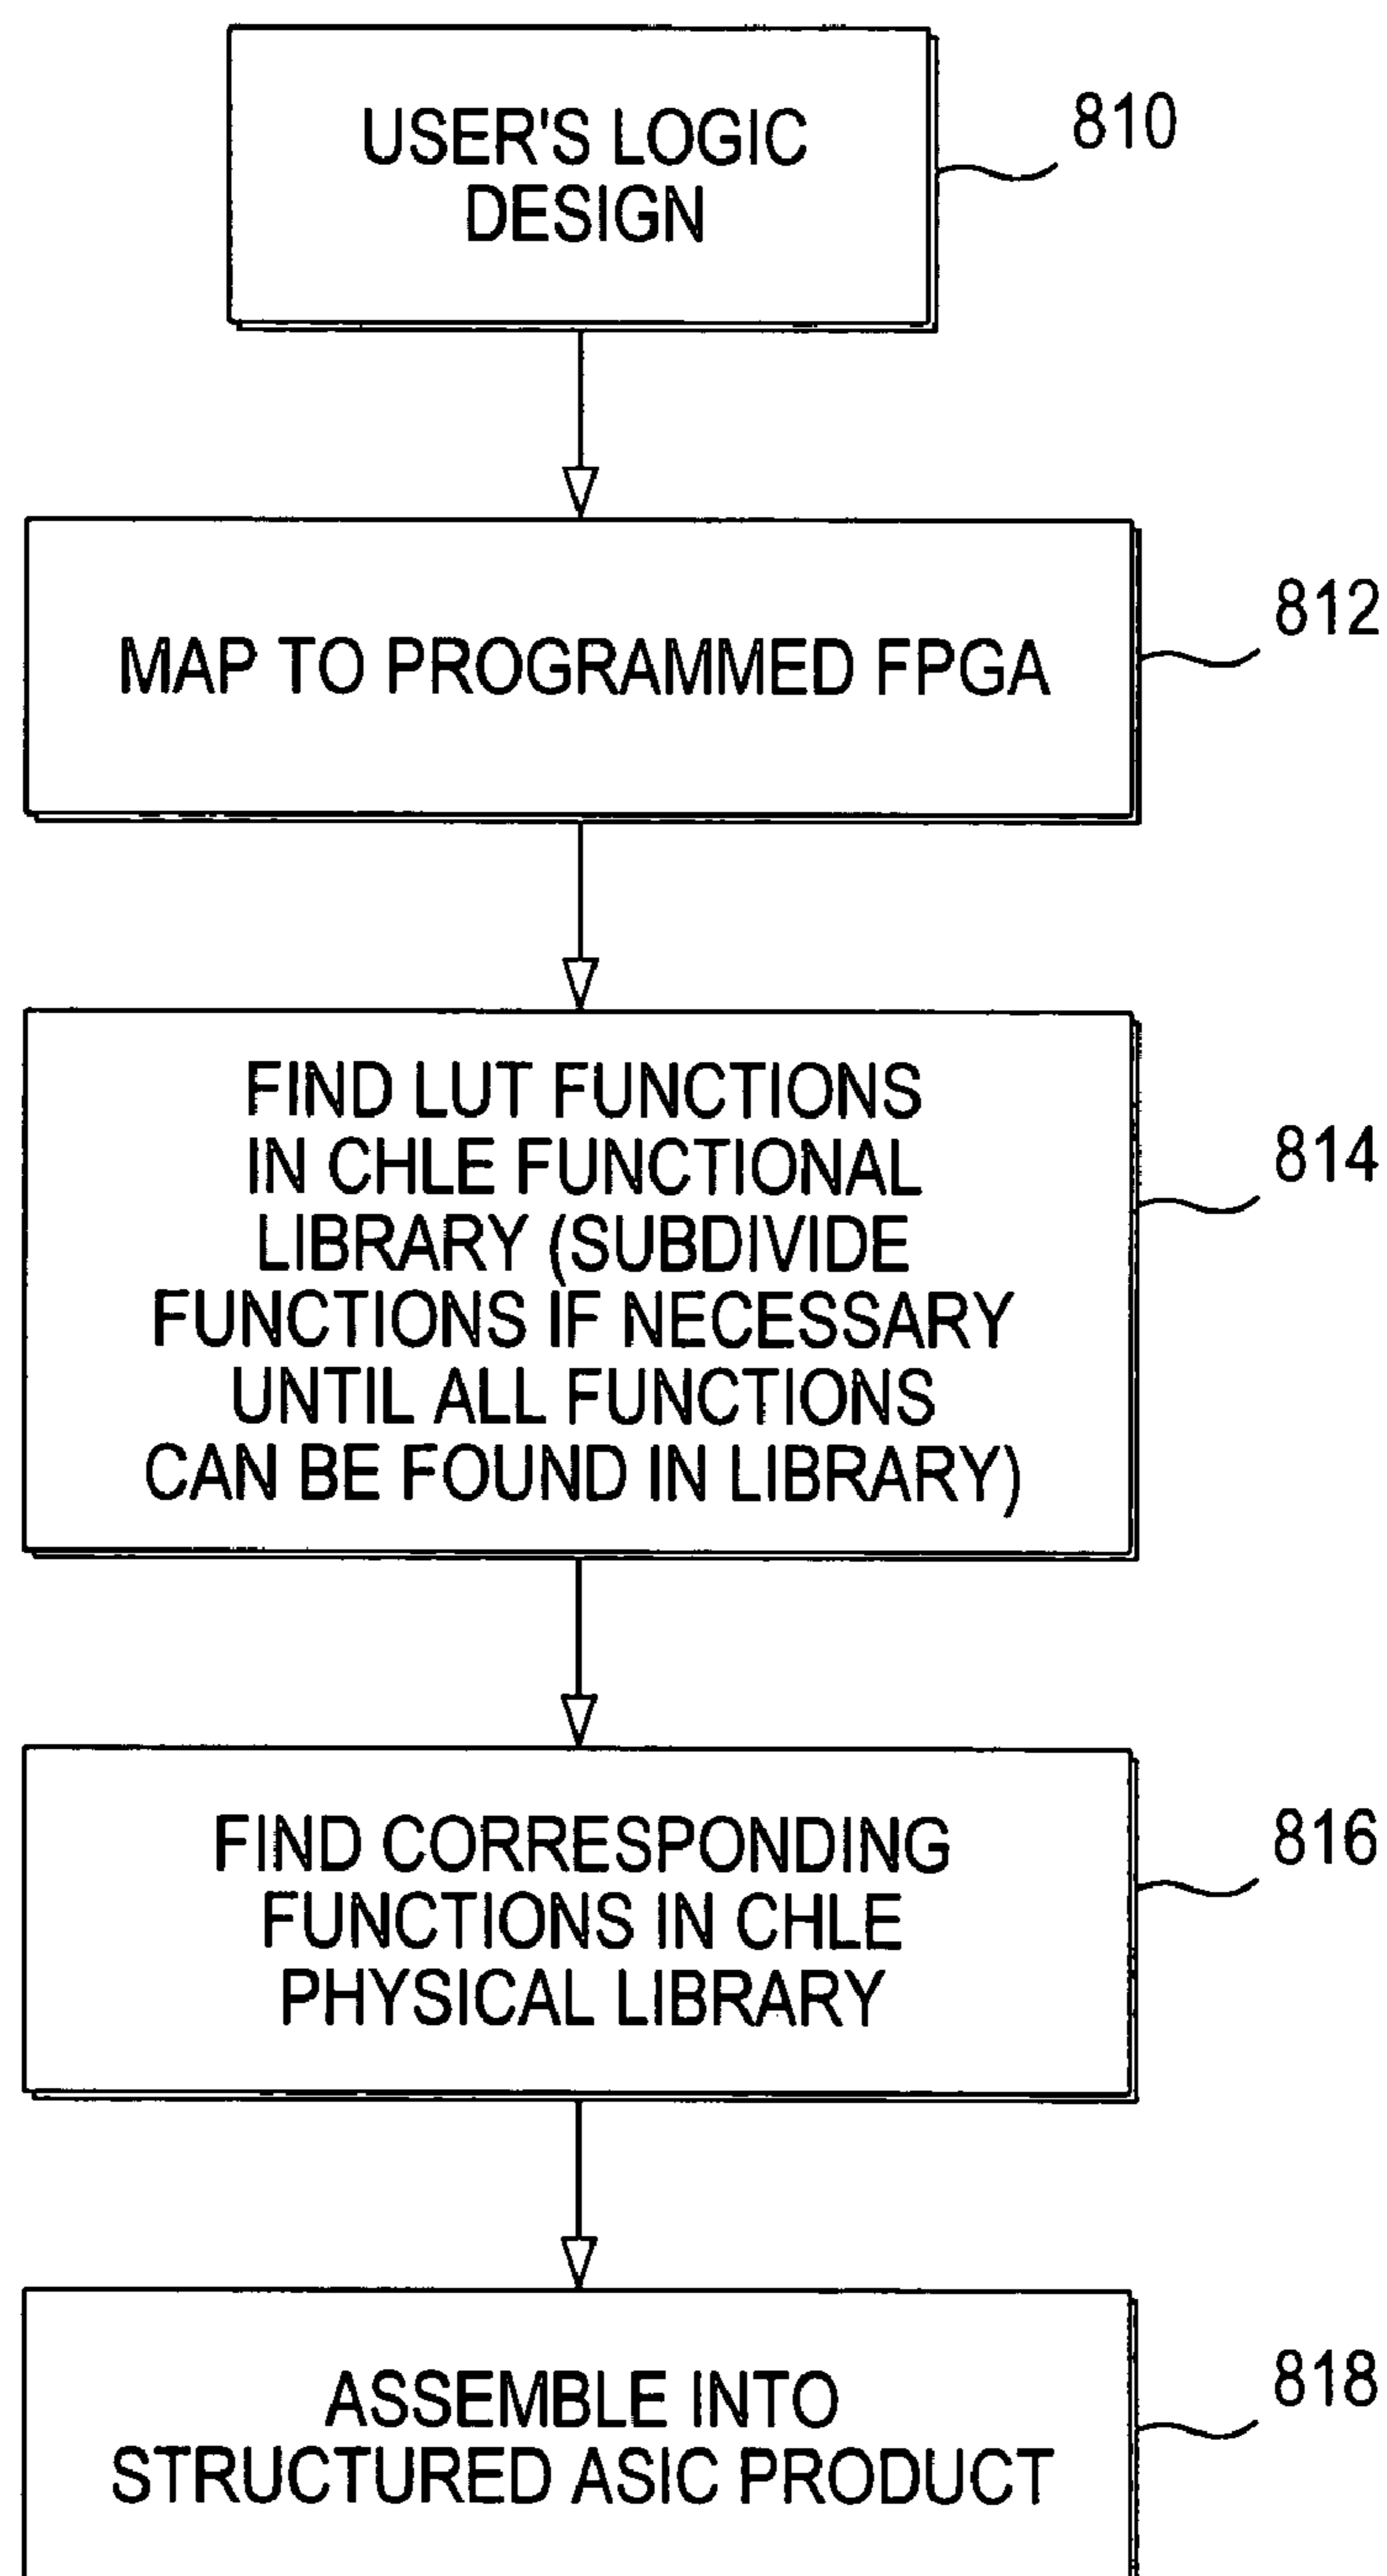 USER'S LOGIC
DESIGN
810
MAP TO PROGRAMMED FPGA
812
FIND LUT FUNCTIONS
IN CHLE FUNCTIONAL
LIBRARY (SUBDIVIDE
FUNCTIONS IF NECESSARY
UNTIL ALL FUNCTIONS
CAN BE FOUND IN LIBRARY)
814
FIND CORRESPONDING
FUNCTIONS IN CHLE
PHYSICAL LIBRARY
816
ASSEMBLE INTO
STRUCTURED ASIC PRODUCT
818